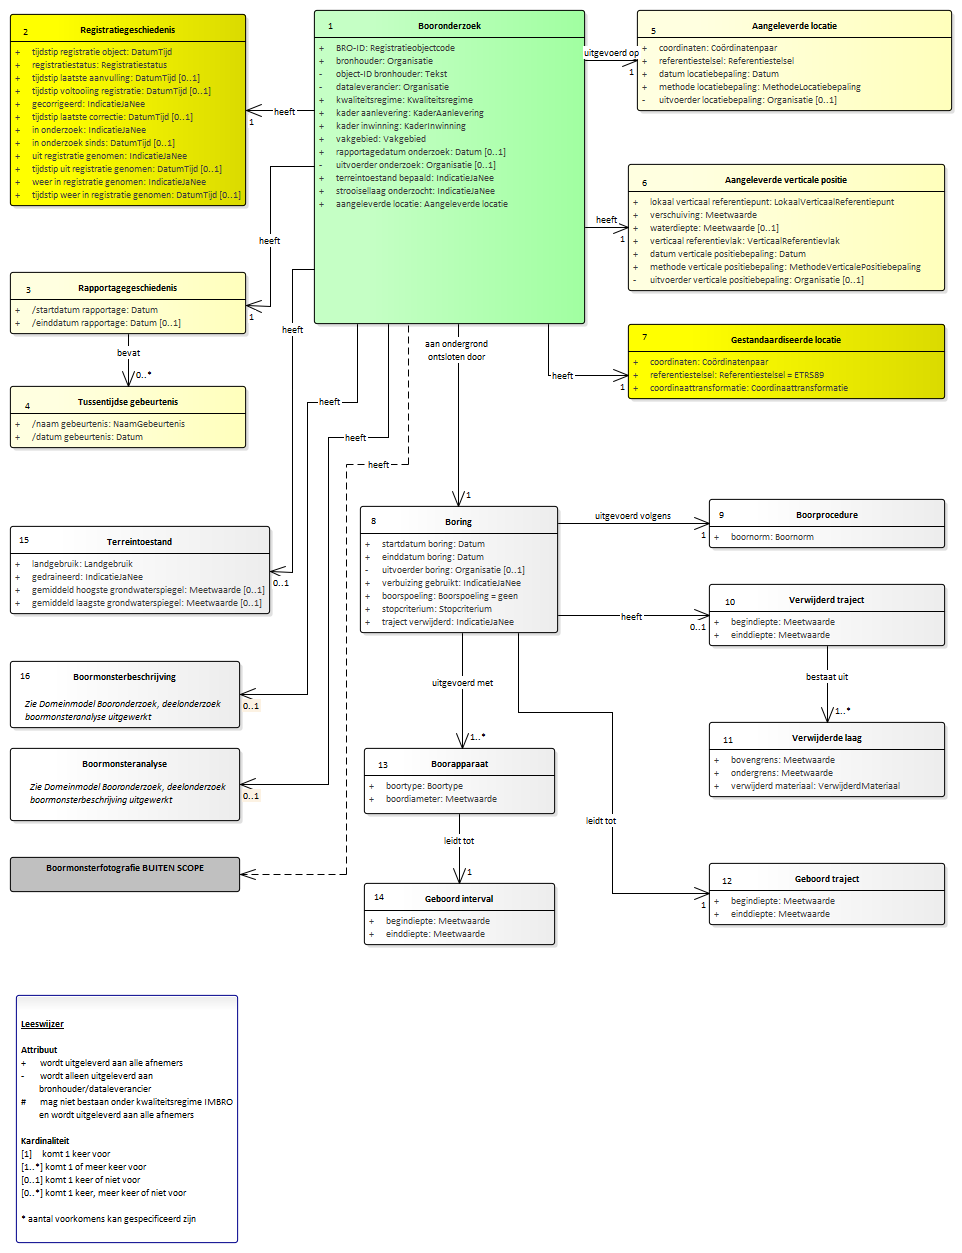 2 Registratiegeschiedenis
+ tijdstip registratie object: DatumTijd
+ registratiestatus: Registratiestatus
+ tijdstip laatste aanvulling: DatumTijd [0..1]
+ tijdstip voltooiing registratie: DatumTijd [0..1]
+ gecorrigeerd: IndicatieJaNee
+ tijdstip laatste correctie: DatumTijd [0..1]
+ in onderzoek: IndicatieJaNee
+ in onderzoek sinds: DatumTijd [0..1]
+ uit registratie genomen: IndicatieJaNee
+ tijdstip uit registratie genomen: DatumTijd [0..1]
+ weer in registratie genomen: IndicatieJaNee
+ tijdstip weer in registratie genomen: DatumTijd [0..1]
1 Booronderzoek
+ BRO-ID: Registratieobjectcode
+ bronhouder: Organisatie
- object-ID bronhouder: Tekst
- dataleverancier: Organisatie
+ kwaliteitsregime: Kwaliteitsregime
+ kader aanlevering: KaderAanlevering
+ kader inwinning: KaderInwinning
+ vakgebied: Vakgebied
+ rapportagedatum onderzoek: Datum [0..1]
- uitvoerder onderzoek: Organisatie [0..1]
+ terreintoestand bepaald: IndicatieJaNee
+ strooisellaag onderzocht: IndicatieJaNee
+ aangeleverde locatie: Aangeleverde locatie
5 Aangeleverde locatie
+ coordinaten: Coördinatenpaar
+ referentiestelsel: Referentiestelsel
+ datum locatiebepaling: Datum
+ methode locatiebepaling: MethodeLocatiebepaling
- uitvoerder locatiebepaling: Organisatie [0..1]
uitgevoerd op
1
heeft
1
6 Aangeleverde verticale positie
+ lokaal verticaal referentiepunt: LokaalVerticaalReferentiepunt
+ verschuiving: Meetwaarde
+ waterdiepte: Meetwaarde [0..1]
+ verticaal referentievlak: VerticaalReferentievlak
+ datum verticale positiebepaling: Datum
+ methode verticale positiebepaling: MethodeVerticalePositiebepaling
- uitvoerder verticale positiebepaling: Organisatie [0..1]
heeft
1
heeft
3 Rapportagegeschiedenis
+ /startdatum rapportage: Datum
+ /einddatum rapportage: Datum [0..1]
1
heeft
7 Gestandaardiseerde locatie
+ coordinaten: Coördinatenpaar
+ referentiestelsel: Referentiestelsel = ETRS89
+ coordinaattransformatie: Coordinaattransformatie
heeft
1
aan ondergrond
ontsloten door
1
bevat
0..*
4 Tussentijdse gebeurtenis
+ /naam gebeurtenis: NaamGebeurtenis
+ /datum gebeurtenis: Datum
heeft
heeft
heeft
8 Boring
+ startdatum boring: Datum
+ einddatum boring: Datum
- uitvoerder boring: Organisatie [0..1]
+ verbuizing gebruikt: IndicatieJaNee
+ boorspoeling: Boorspoeling = geen
+ stopcriterium: Stopcriterium
+ traject verwijderd: IndicatieJaNee
uitgevoerd volgens
1
9 Boorprocedure
+ boornorm: Boornorm
15 Terreintoestand
+ landgebruik: Landgebruik
+ gedraineerd: IndicatieJaNee
+ gemiddeld hoogste grondwaterspiegel: Meetwaarde [0..1]
+ gemiddeld laagste grondwaterspiegel: Meetwaarde [0..1]
0..1
heeft
0..1
10 Verwijderd traject
+ begindiepte: Meetwaarde
+ einddiepte: Meetwaarde
bestaat uit
1..*
16 Boormonsterbeschrijving
Zie Domeinmodel Booronderzoek, deelonderzoek
boormonsteranalyse uitgewerkt
0..1
uitgevoerd met
1..*
11 Verwijderde laag
+ bovengrens: Meetwaarde
+ ondergrens: Meetwaarde
+ verwijderd materiaal: VerwijderdMateriaal
Boormonsteranalyse
Zie Domeinmodel Booronderzoek, deelonderzoek
boormonsterbeschrijving uitgewerkt
0..1
13 Boorapparaat
+ boortype: Boortype
+ boordiameter: Meetwaarde
leidt tot
1
leidt tot
1
Boormonsterfotografie BUITEN SCOPE
14 Geboord interval
+ begindiepte: Meetwaarde
+ einddiepte: Meetwaarde
12 Geboord traject
+ begindiepte: Meetwaarde
+ einddiepte: Meetwaarde
Leeswijzer
Attribuut
+ wordt uitgeleverd aan alle afnemers
- wordt alleen uitgeleverd aan
bronhouder/dataleverancier
# mag niet bestaan onder kwaliteitsregime IMBRO
en wordt uitgeleverd aan alle afnemers
Kardinaliteit
[1] komt 1 keer voor
[1..*] komt 1 of meer keer voor
[0..1] komt 1 keer of niet voor
[0..*] komt 1 keer, meer keer of niet voor
* aantal voorkomens kan gespecificeerd zijn